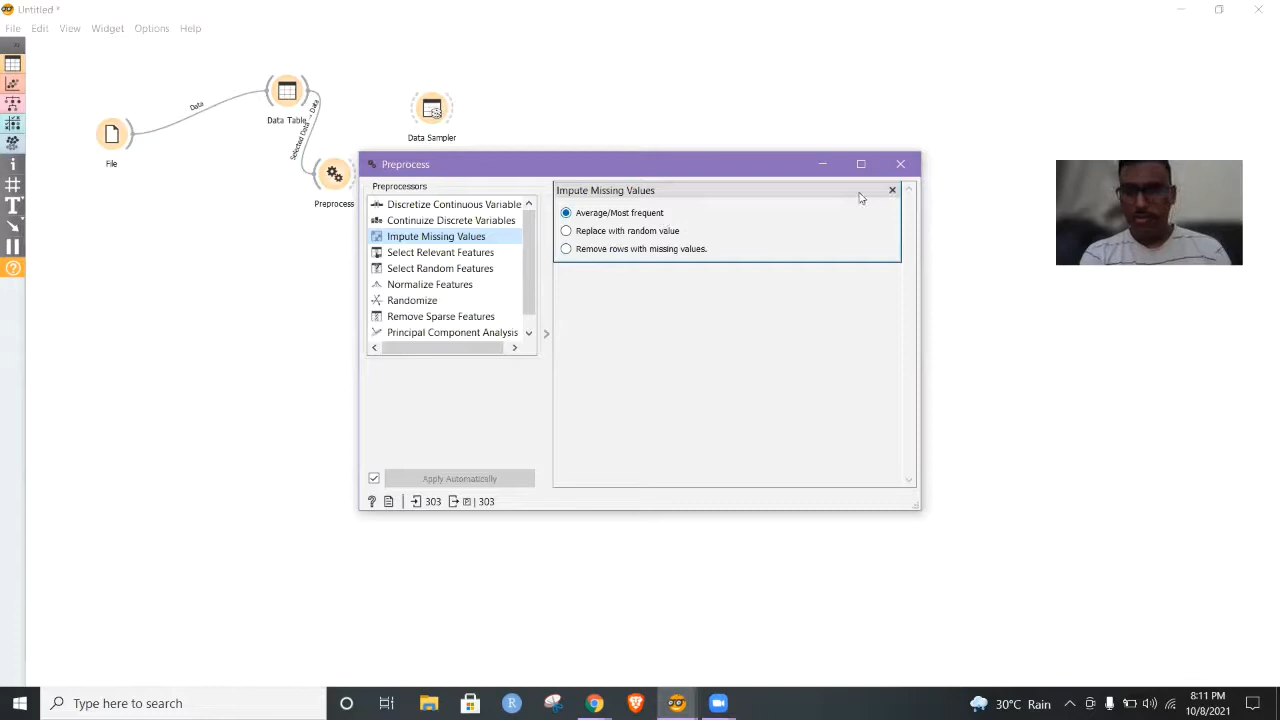 Untitled *
File Edit View Widget Options Help
Data
Data Table
Selected Data → Data
Data Sampler
File
Preprocess
Preprocess
Preprocessors
Discretize Continuous Variable
Continuize Discrete Variables
Impute Missing Values
Select Relevant Features
Select Random Features
Normalize Features
Randomize
Remove Sparse Features
Principal Component Analysis
Impute Missing Values
Average/Most frequent
Replace with random value
Remove rows with missing values.
Apply Automatically
303
303
Type here to search
30°C Rain
8:11 PM
10/8/2021